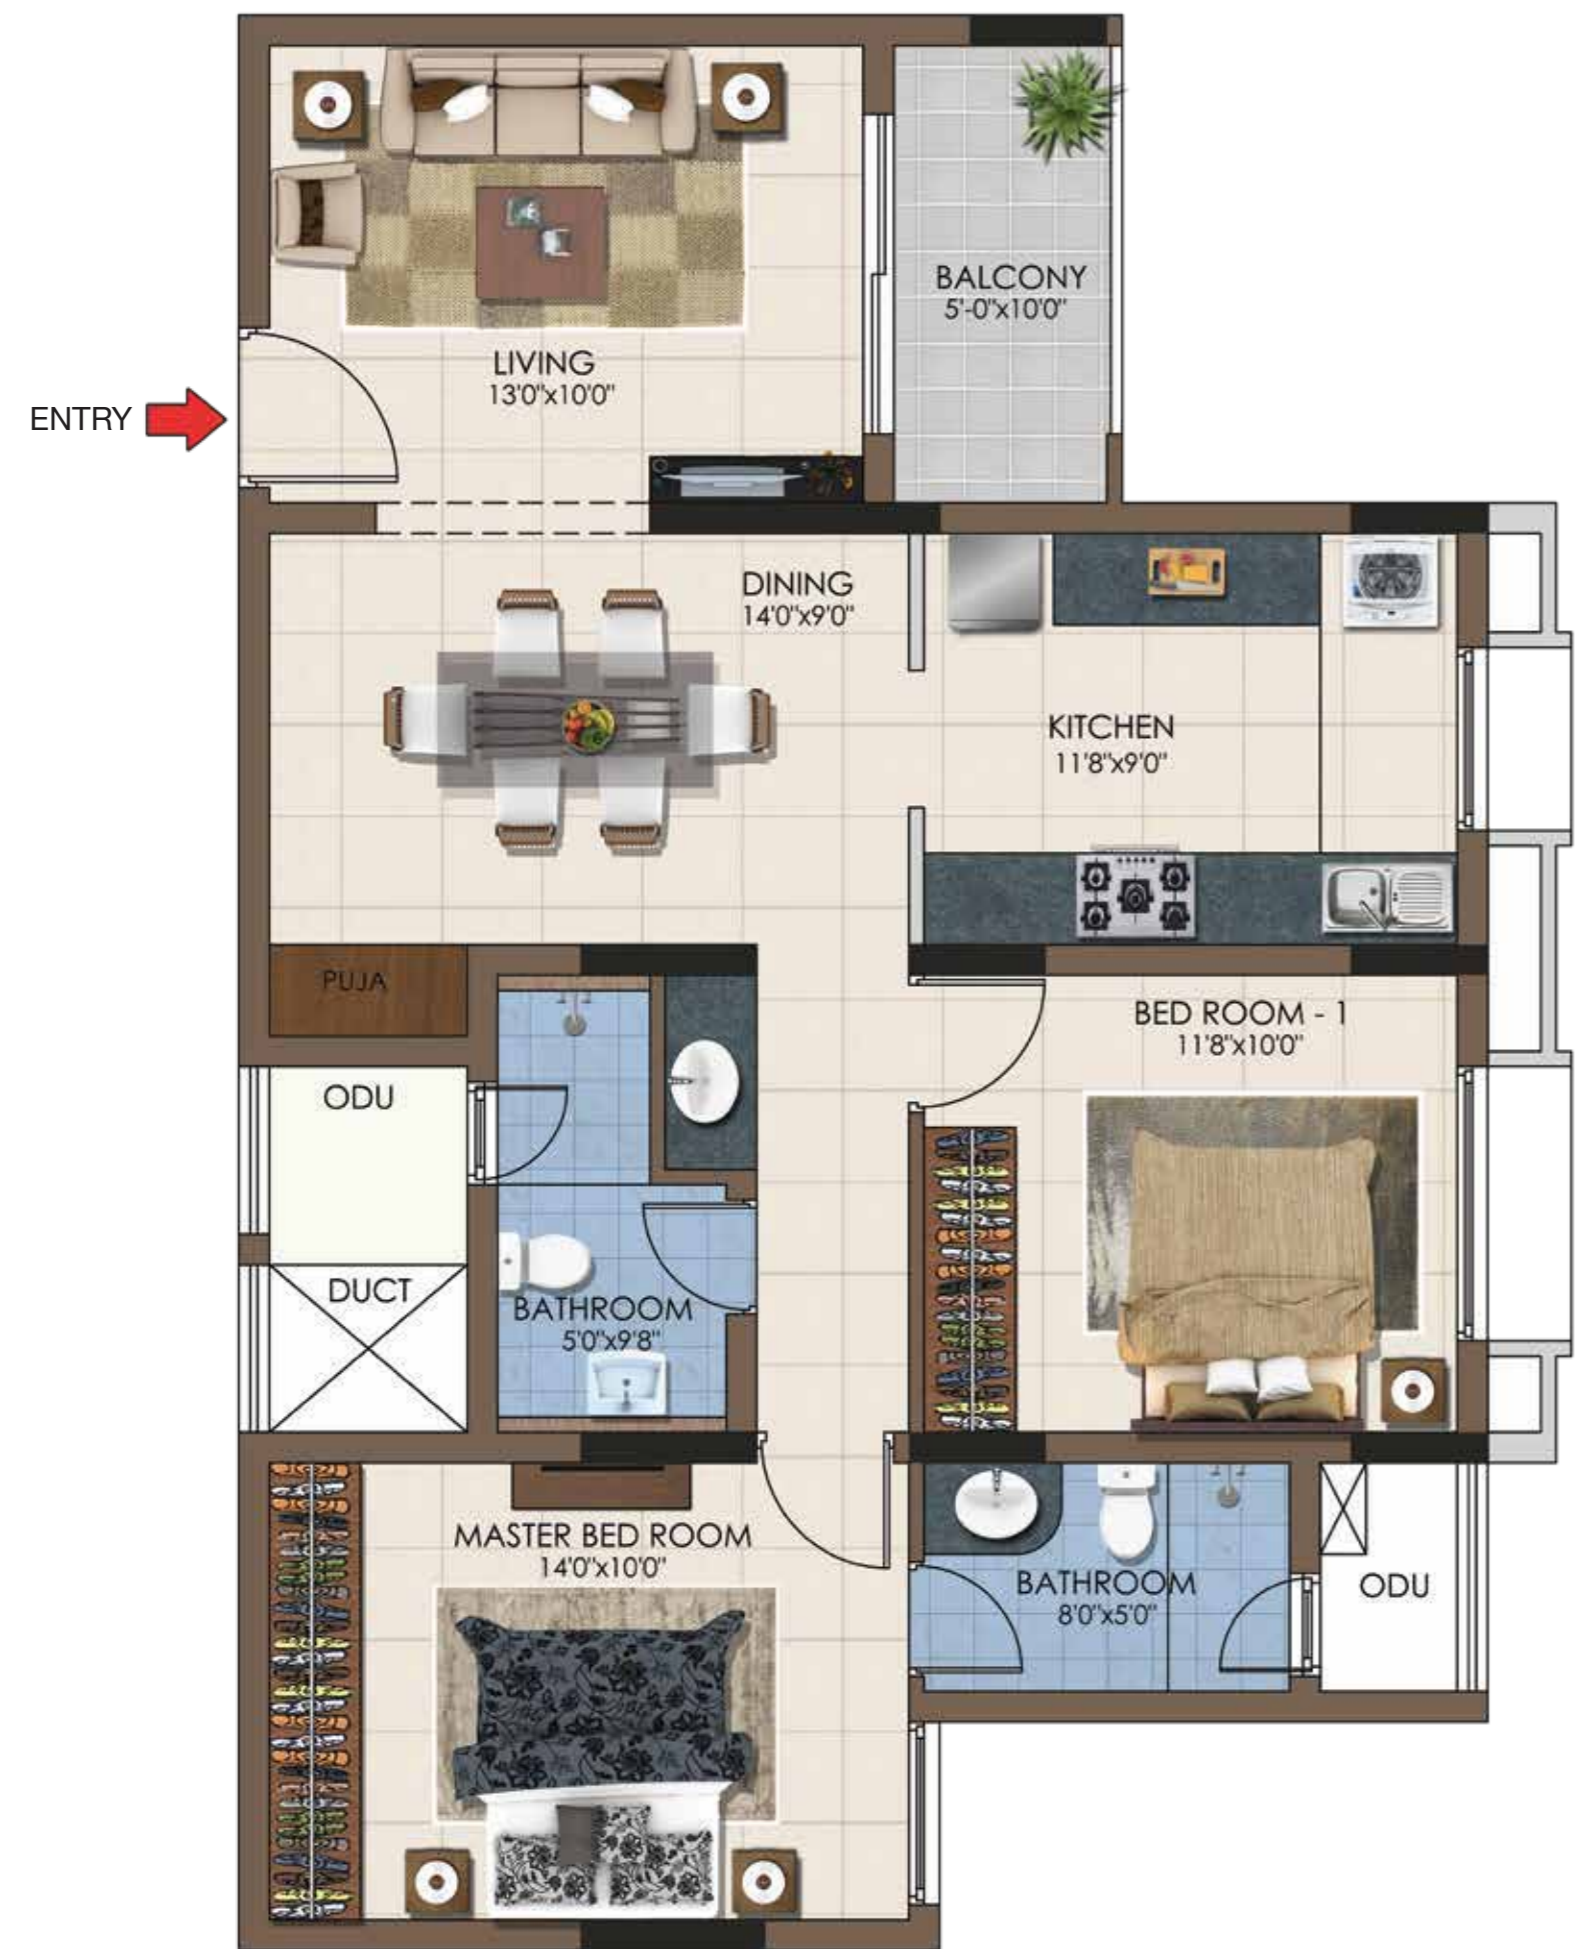 BALCONY
5'-0"x10'0"
LIVING
13'0"x10'0"
ENTRY
DINING
14'0"x9'0"
KITCHEN
11'8"x9'0"
PUJA
BED ROOM - 1
11'8"x10'0"
ODU
DUCT
BATHROOM
5'0"x9'8"
MASTER BED ROOM
14'0"x10'0"
BATHROOM
8'0"x5'0"
ODU